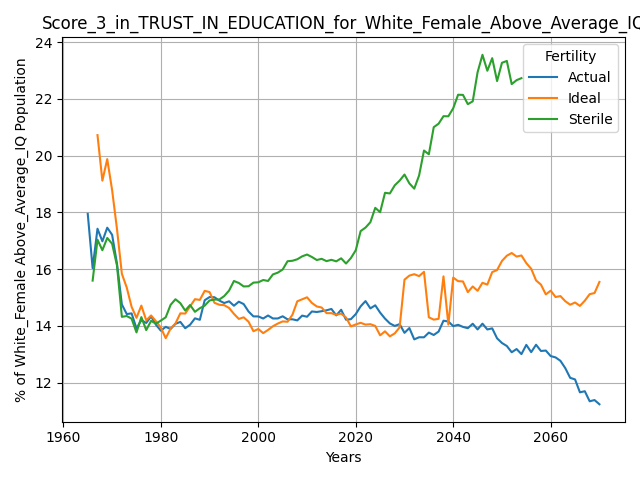 Score_3_in_TRUST_IN_EDUCATION_for_White_Female_Above_Average_IQ
% of White_Female Above_Average_IQ Population
24
22
20
18
16
14
12
Fertility
Actual
Ideal
Sterile
1960 1980 2000 2020 2040 2060
Years